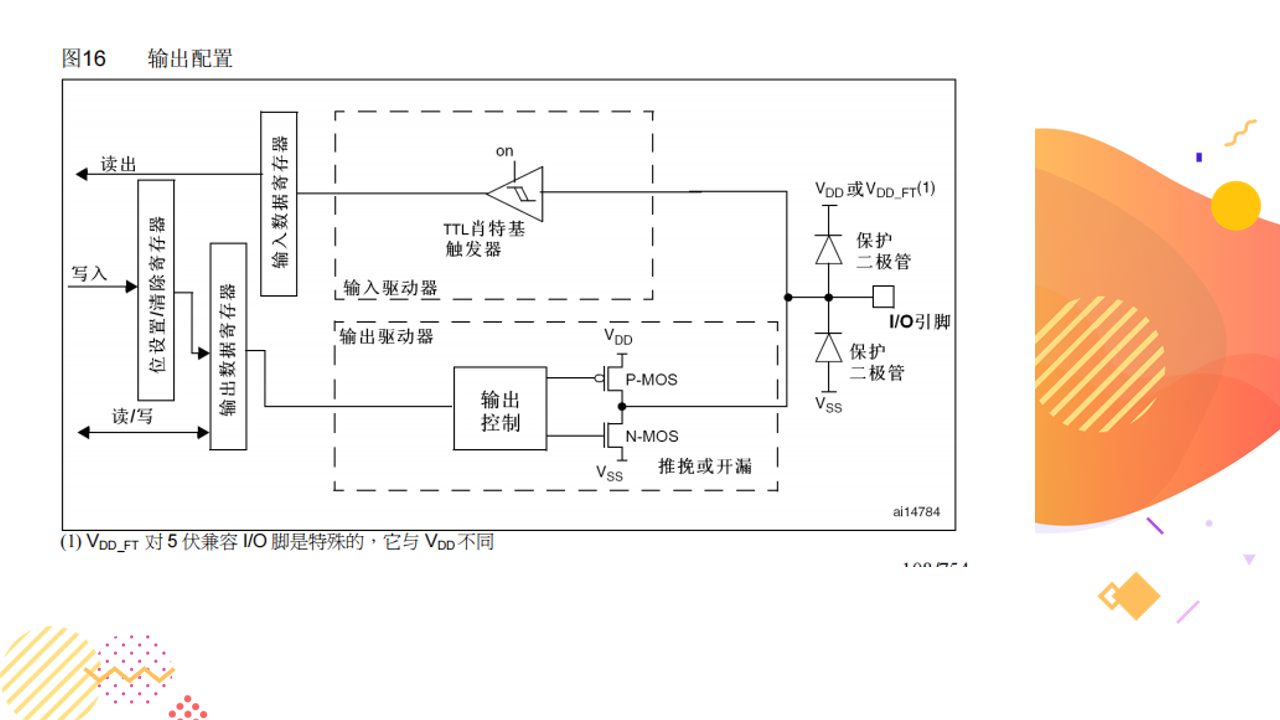 图16 输出配置
读出
输入数据寄存器
on
TTL肖特基
触发器
输入驱动器
写入
位设置/清除寄存器
输出数据寄存器
读/写
输出驱动器
输出
控制
VDD
P-MOS
N-MOS
VSS
推挽或开漏
VDD或VDD_FT(1)
保护
二极管
I/O引脚
保护
二极管
VSS
ai14784
(1) VDD_FT 对 5 伏兼容 I/O 脚是特殊的，它与 VDD不同